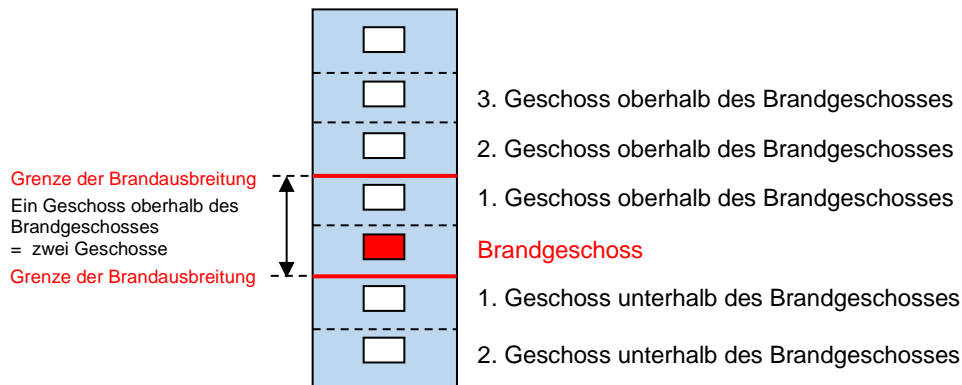 3. Geschoss oberhalb des Brandgeschosses
2. Geschoss oberhalb des Brandgeschosses
Grenze der Brandausbreitung
Ein Geschoss oberhalb des
Brandgeschosses
= zwei Geschosse
Grenze der Brandausbreitung
1. Geschoss oberhalb des Brandgeschosses
Brandgeschoss
1. Geschoss unterhalb des Brandgeschosses
2. Geschoss unterhalb des Brandgeschosses